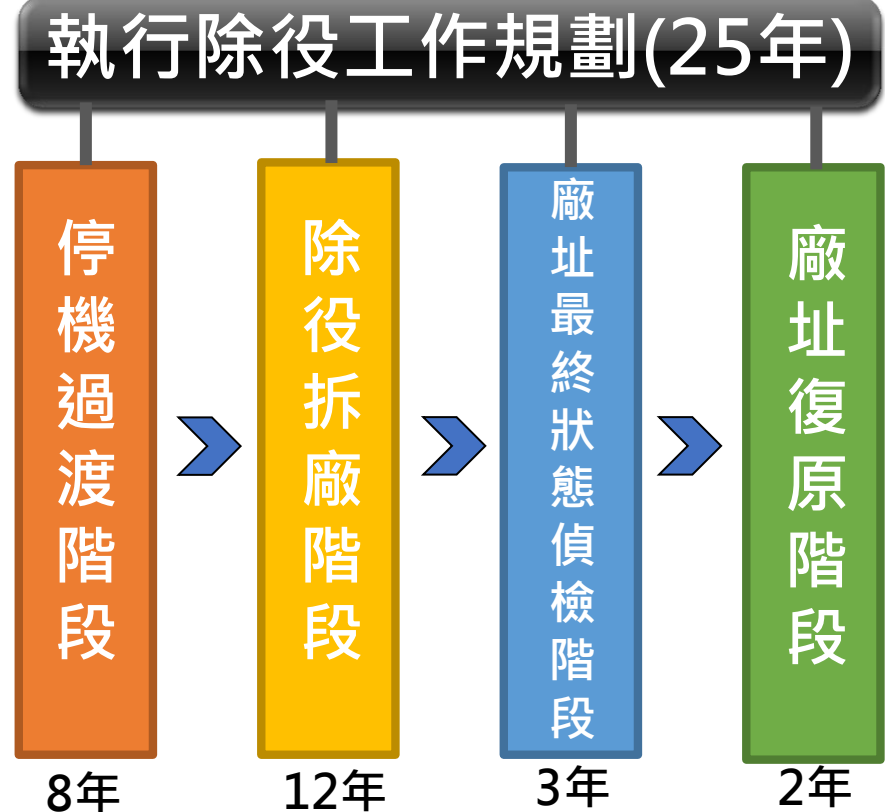 執行除役工作規劃(25年)
停機過渡階段
除役拆廠階段
廠址最終狀態偵檢階段
廠址復原階段
8年
12年
3年
2年